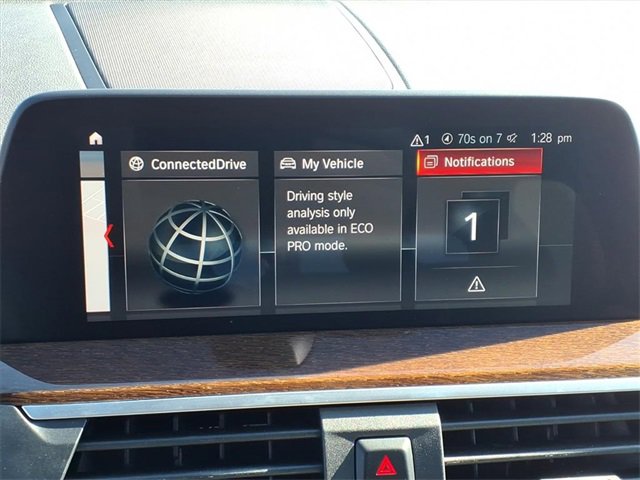 1 70s on 7 1:28 pm
ConnectedDrive
My Vehicle
Notifications
Driving style
analysis only
available in ECO
PRO mode.
1